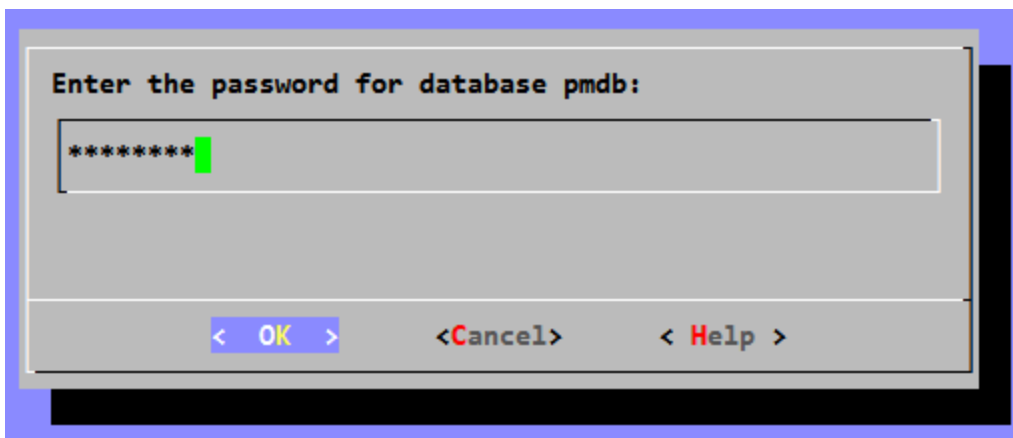 Enter the password for database pmdb:
********
< OK > <Cancel> < Help >